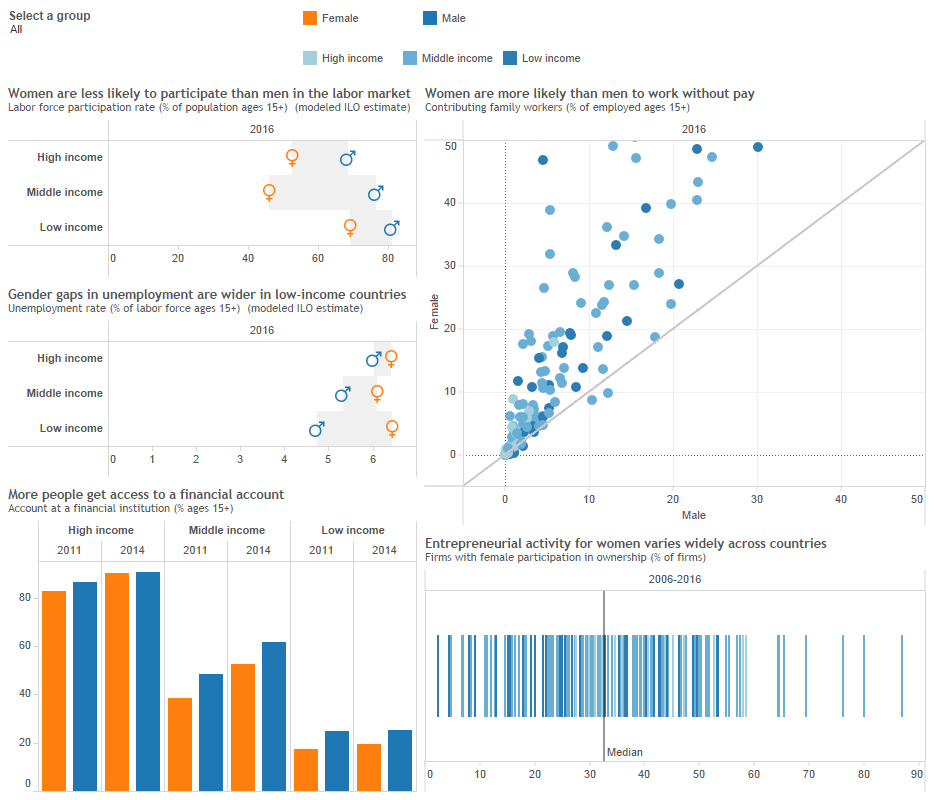 Select a group
All
Female
Male
High income
Middle income
Low income
Women are less likely to participate than men in the labor market
Labor force participation rate (% of population ages 15+)  (modeled ILO estimate)
2016
High income
Middle income
Low income
0 20 40 60 80
Gender gaps in unemployment are wider in low-income countries
Unemployment rate (% of labor force ages 15+)  (modeled ILO estimate)
2016
High income
Middle income
Low income
0 1 2 3 4 5 6
More people get access to a financial account
Account at a financial institution (% ages 15+)
High income Middle income Low income
2011 2014 2011 2014 2011 2014
80
60
40
20
0
Women are more likely than men to work without pay
Contributing family workers (% of employed ages 15+)
2016
50
40
30
20
10
0
Female
0 10 20 30 40 50
Male
Entrepreneurial activity for women varies widely across countries
Firms with female participation in ownership (% of firms)
2006-2016
Median
0 10 20 30 40 50 60 70 80 90